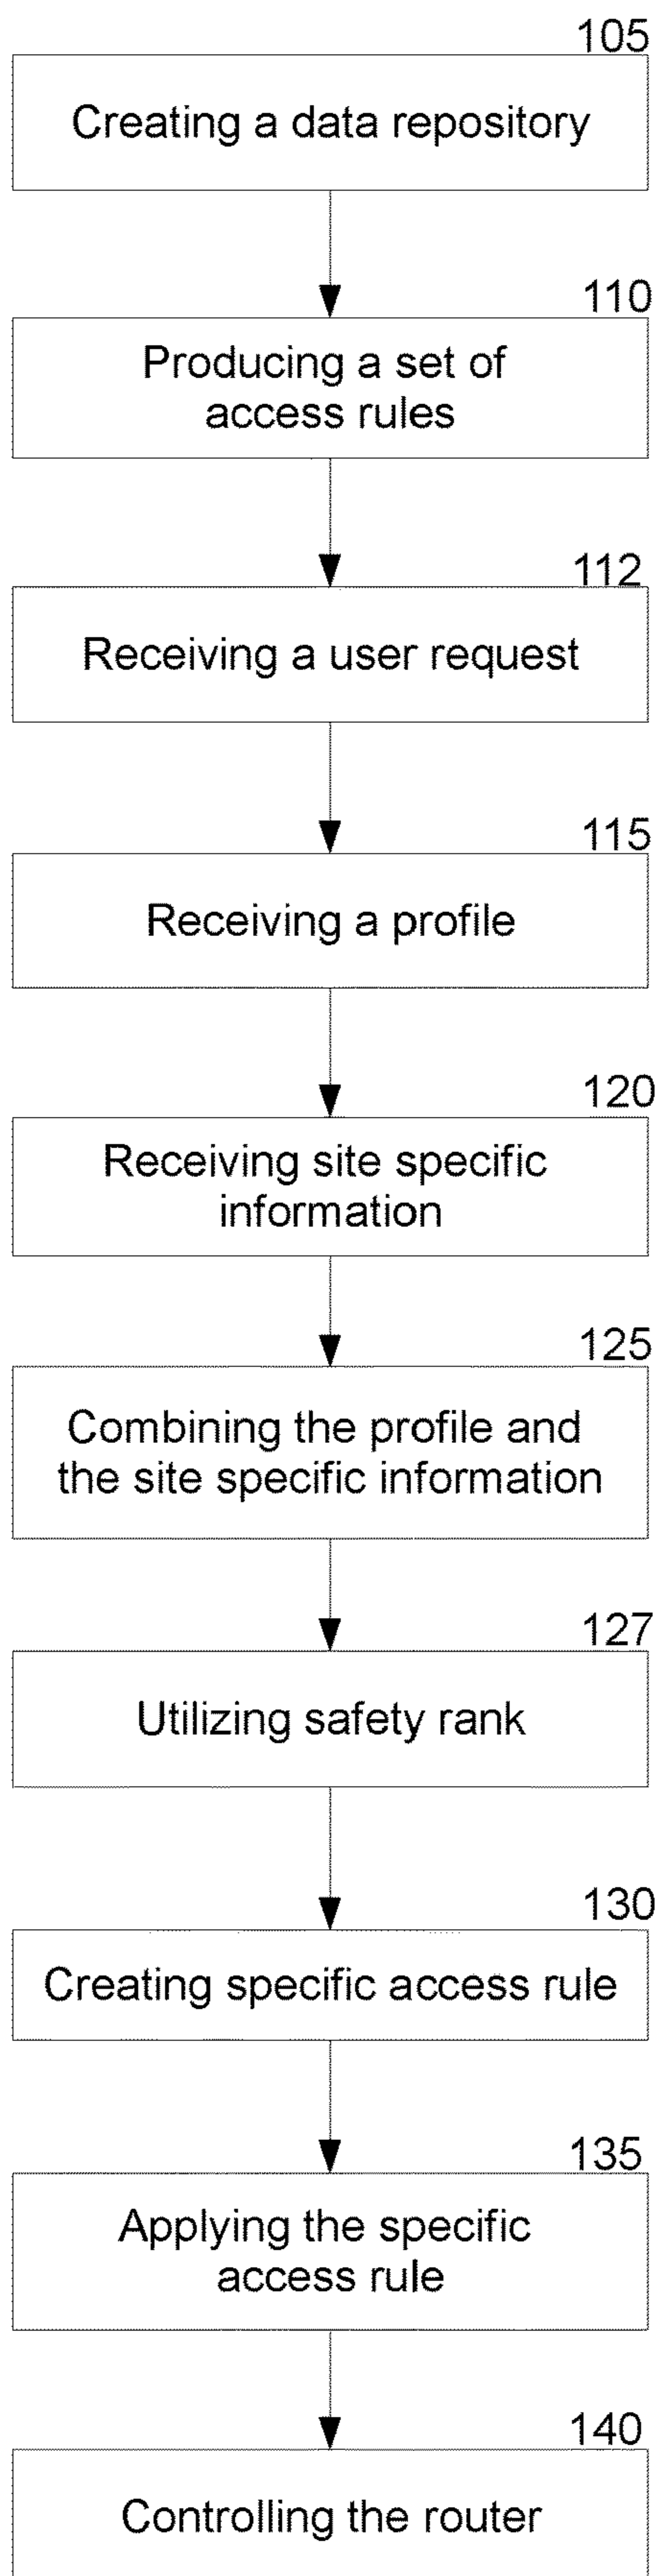 105
Creating a data repository
110
Producing a set of
access rules
112
Receiving a user request
115
Receiving a profile
120
Receiving site specific
information
125
Combining the profile and
the site specific information
127
Utilizing safety rank
130
Creating specific access rule
135
Applying the specific
access rule
140
Controlling the router